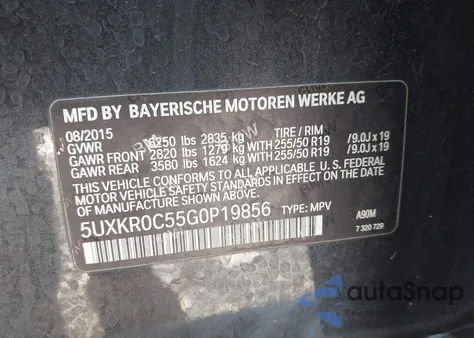 MFD BY BAYERISCHE MOTOREN WERKE AG
08/2015 TIRE / RIM
GVWR 6250 lbs 2835 kg
GAWR FRONT 2820 lbs 1279 kg WITH 255/50 R19 /9.0J x 19
GAWR REAR 3580 lbs 1624 kg WITH 255/50 R19 /9.0J x 19
THIS VEHICLE CONFORMS TO ALL APPLICABLE U.S. FEDERAL
MOTOR VEHICLE SAFETY STANDARDS IN EFFECT ON THE DATE
OF MANUFACTURE SHOWN ABOVE.
5UXKR0C55G0P19856 TYPE: MPV A90M
7 320 729
autoSnap